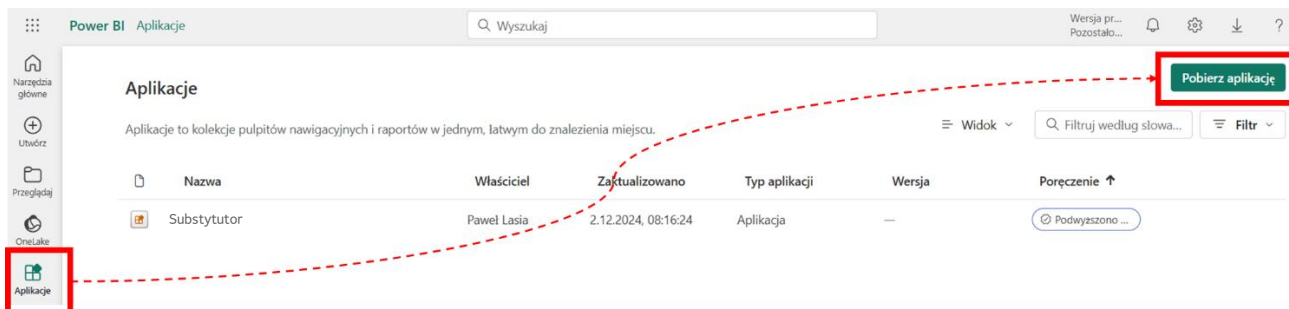 Power BI Aplikacje
Wyszukaj
Wersja pr...
Pozostało...
?
Narzędzia
główne
Utwórz
Przeglądaj
OneLake
Aplikacje
Aplikacje
Pobierz aplikację
Aplikacje to kolekcje pulpitów nawigacyjnych i raportów w jednym, łatwym do znalezienia miejscu.
Widok
Filtruj według słowa...
Filtr
Nazwa Właściciel Zaktualizowano Typ aplikacji Wersja Poręczenie ↑
Substytutor Paweł Lasia 2.12.2024, 08:16:24 Aplikacja — Podwyższono ...